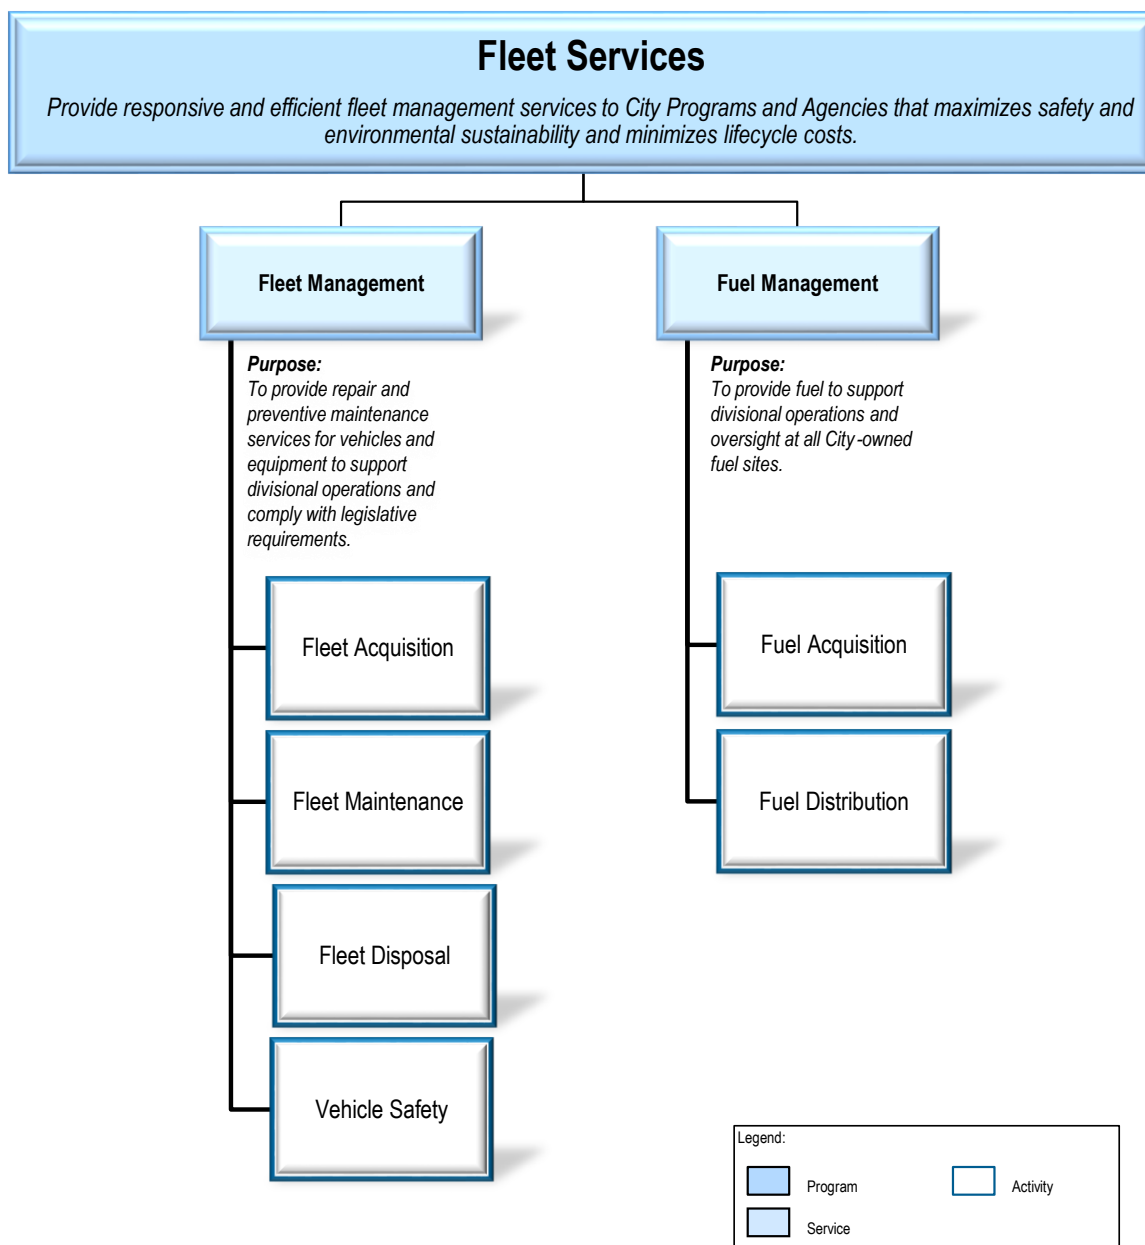 Fleet Services
Provide responsive and efficient fleet management services to City Programs and Agencies that maximizes safety and
environmental sustainability and minimizes lifecycle costs.
Fleet Management
Fuel Management
Purpose:
To provide repair and
preventive maintenance
services for vehicles and
equipment to support
divisional operations and
comply with legislative
requirements.
Purpose:
To provide fuel to support
divisional operations and
oversight at all City-owned
fuel sites.
Fleet Acquisition
Fleet Maintenance
Fleet Disposal
Vehicle Safety
Fuel Acquisition
Fuel Distribution
Legend:
Program
Activity
Service